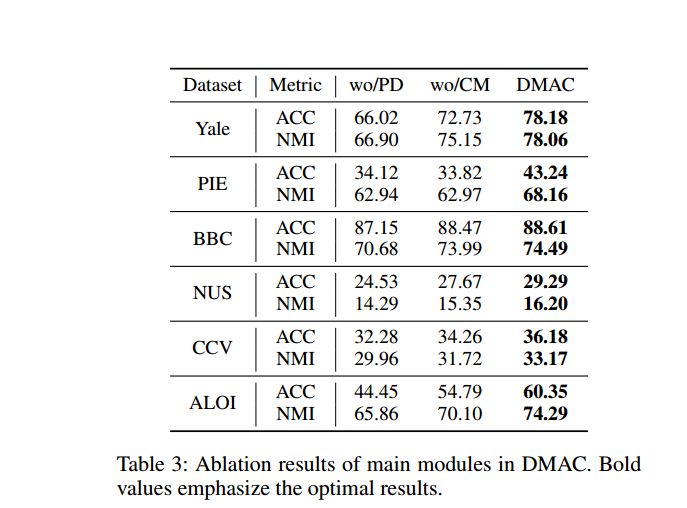 Dataset Metric wo/PD wo/CM DMAC
Yale ACC 66.02 72.73 78.18
NMI 66.90 75.15 78.06
PIE ACC 34.12 33.82 43.24
NMI 62.94 62.97 68.16
BBC ACC 87.15 88.47 88.61
NMI 70.68 73.99 74.49
NUS ACC 24.53 27.67 29.29
NMI 14.29 15.35 16.20
CCV ACC 32.28 34.26 36.18
NMI 29.96 31.72 33.17
ALOI ACC 44.45 54.79 60.35
NMI 65.86 70.10 74.29
Table 3: Ablation results of main modules in DMAC. Bold
values emphasize the optimal results.